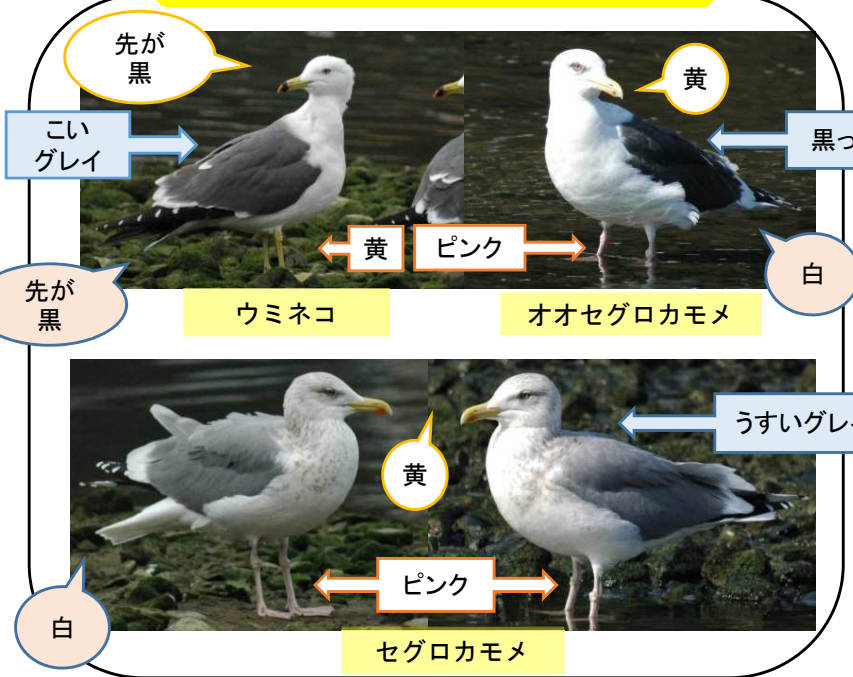 先が
黒
黄
こい
グレイ
黒っ
黄
ピンク
先が
黒
白
ウミネコ
オオセグロカモメ
うすいグレイ
黄
ピンク
白
セグロカモメ